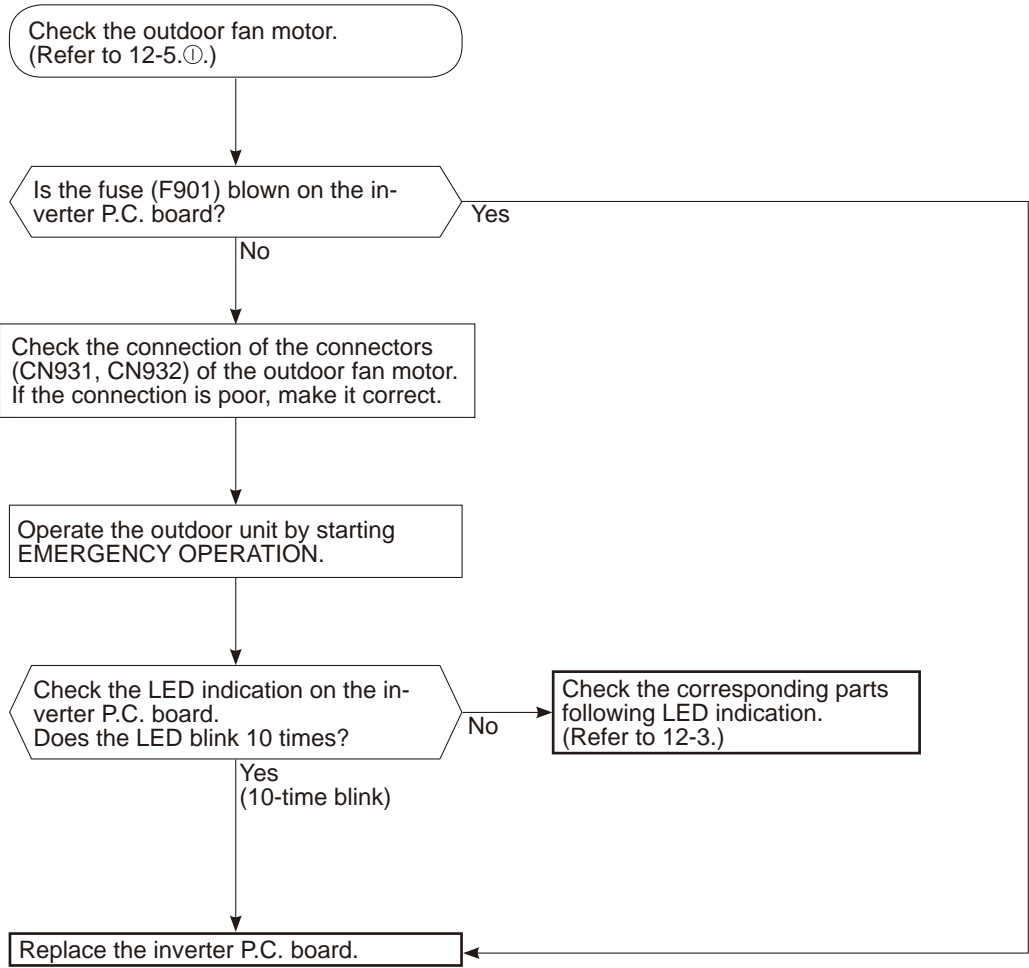 Check the outdoor fan motor.
(Refer to 12-5.Ⓘ.)
Is the fuse (F901) blown on the in-
verter P.C. board?
Yes
No
Check the connection of the connectors
(CN931, CN932) of the outdoor fan motor.
If the connection is poor, make it correct.
Operate the outdoor unit by starting
EMERGENCY OPERATION.
Check the LED indication on the in-
verter P.C. board.
Does the LED blink 10 times?
No
Check the corresponding parts
following LED indication.
(Refer to 12-3.)
Yes
(10-time blink)
Replace the inverter P.C. board.